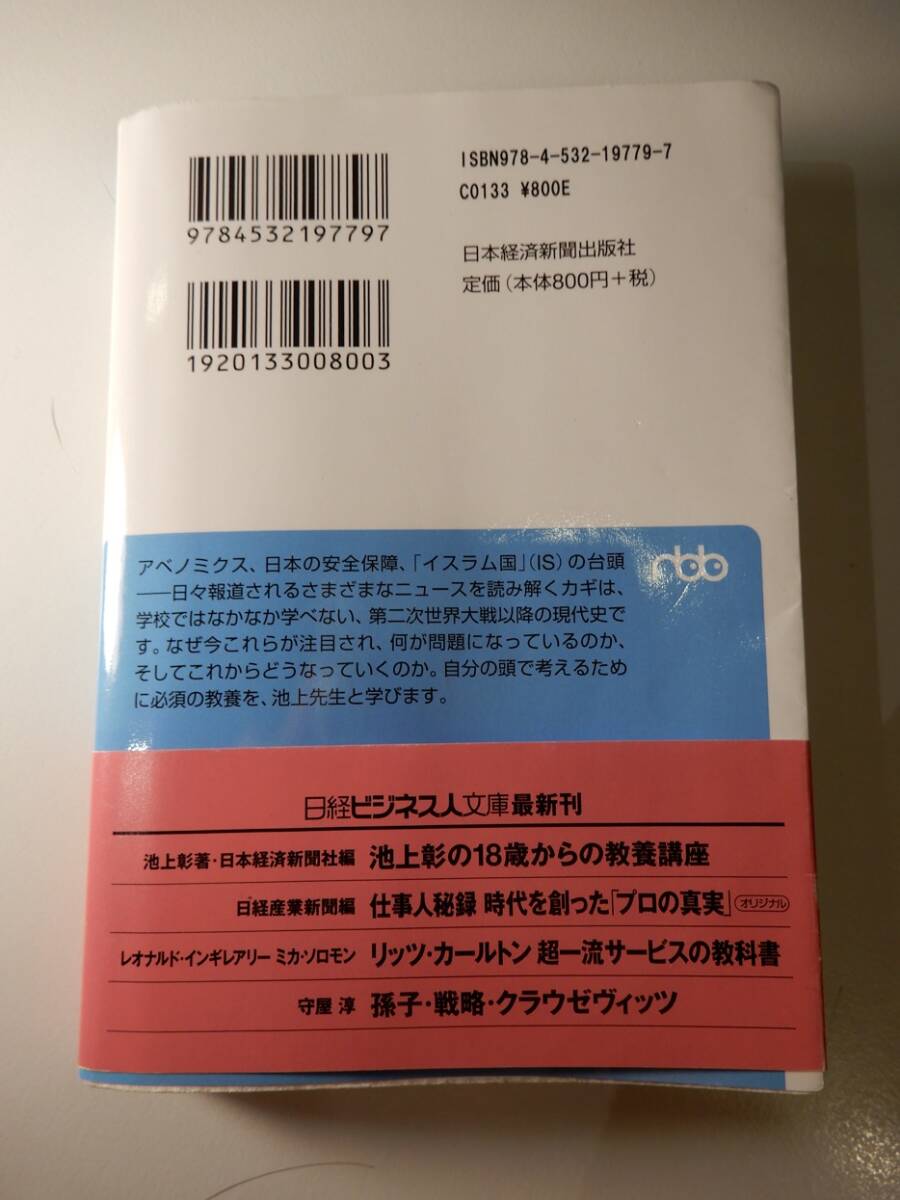 ISBN978-4-532-19779-7
C0133 ¥800E
9784532197797
日本経済新聞出版社
定価(本体800円+税)
1920133008003
nbb
アベノミクス、日本の安全保障、「イスラム国」(IS)の台頭
――日々報道されるさまざまなニュースを読み解くカギは、
学校ではなかなか学べない、第二次世界大戦以降の現代史で
す。なぜ今これらが注目され、何が問題になっているのか、
そしてこれからどうなっていくのか。自分の頭で考えるため
に必須の教養を、池上先生と学びます。
日経ビジネス人文庫 最新刊
池上彰著・日本経済新聞社編 池上彰の18歳からの教養講座
日経産業新聞編 仕事人秘録 時代を創った「プロの真実」 オリジナル
レオナルド・インギレアリー ミカ・ソロモン リッツ・カールトン 超一流サービスの教科書
守屋 淳 孫子・戦略・クラウゼヴィッツ